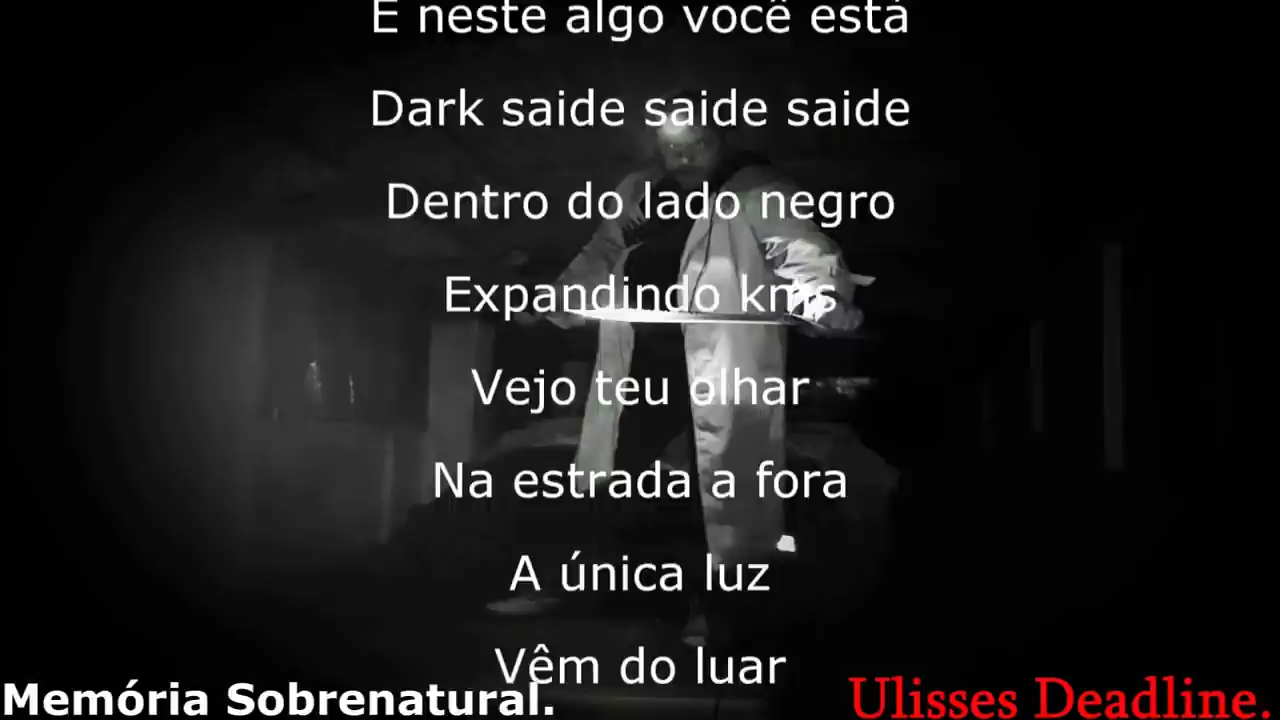 E neste algo você está
Dark saide saide saide
Dentro do lado negro
Expandindo kms
Vejo teu olhar
Na estrada a fora
A única luz
Vêm do luar
Memória Sobrenatural.
Ulisses Deadline.